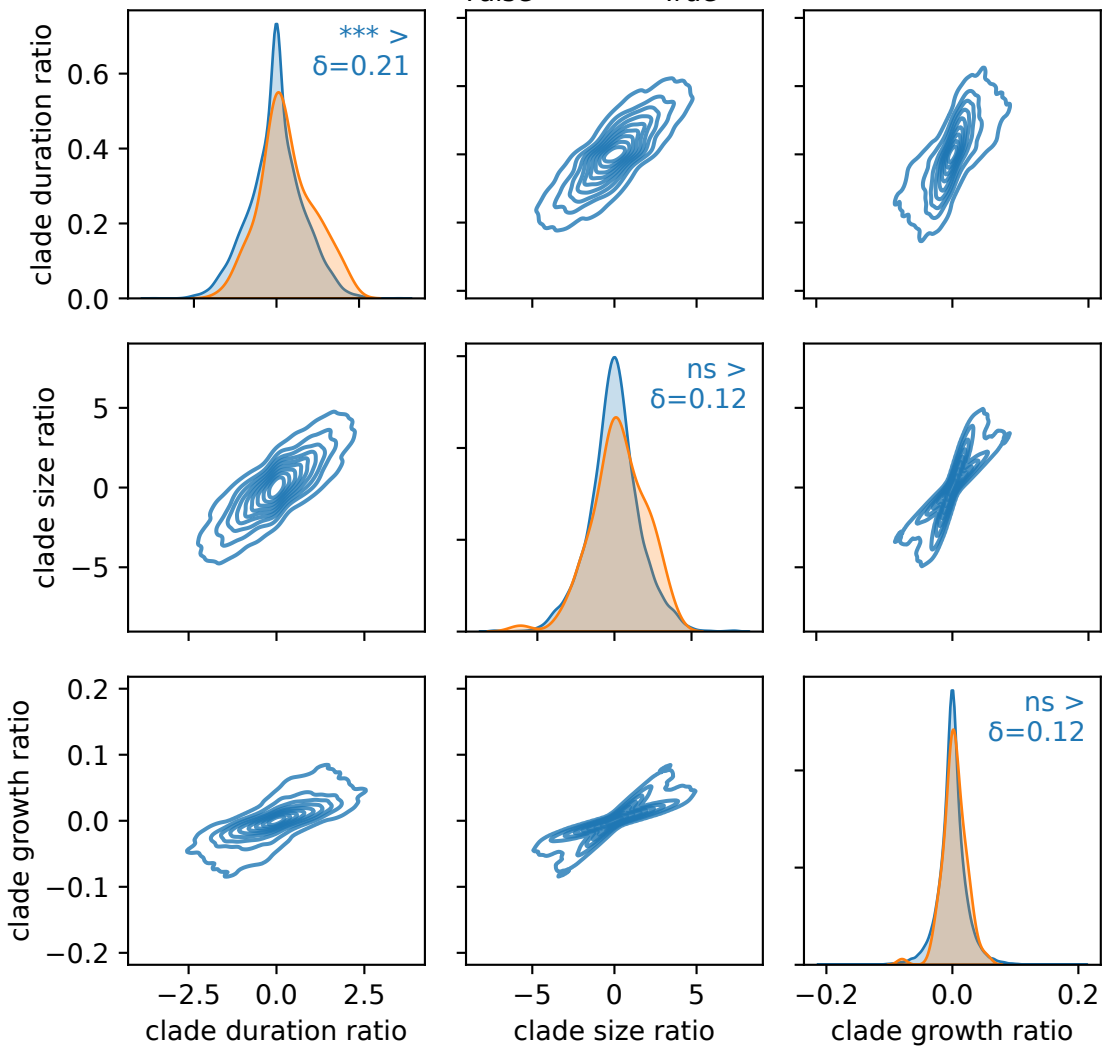 *** >
δ=0.21
clade duration ratio
0.6
0.4
0.2
0.0
ns >
δ=0.12
clade size ratio
5
0
−5
ns >
δ=0.12
clade growth ratio
0.2
0.1
0.0
−0.1
−0.2
−2.5 0.0 2.5
−5 0 5
−0.2 0.0 0.2
clade duration ratio
clade size ratio
clade growth ratio